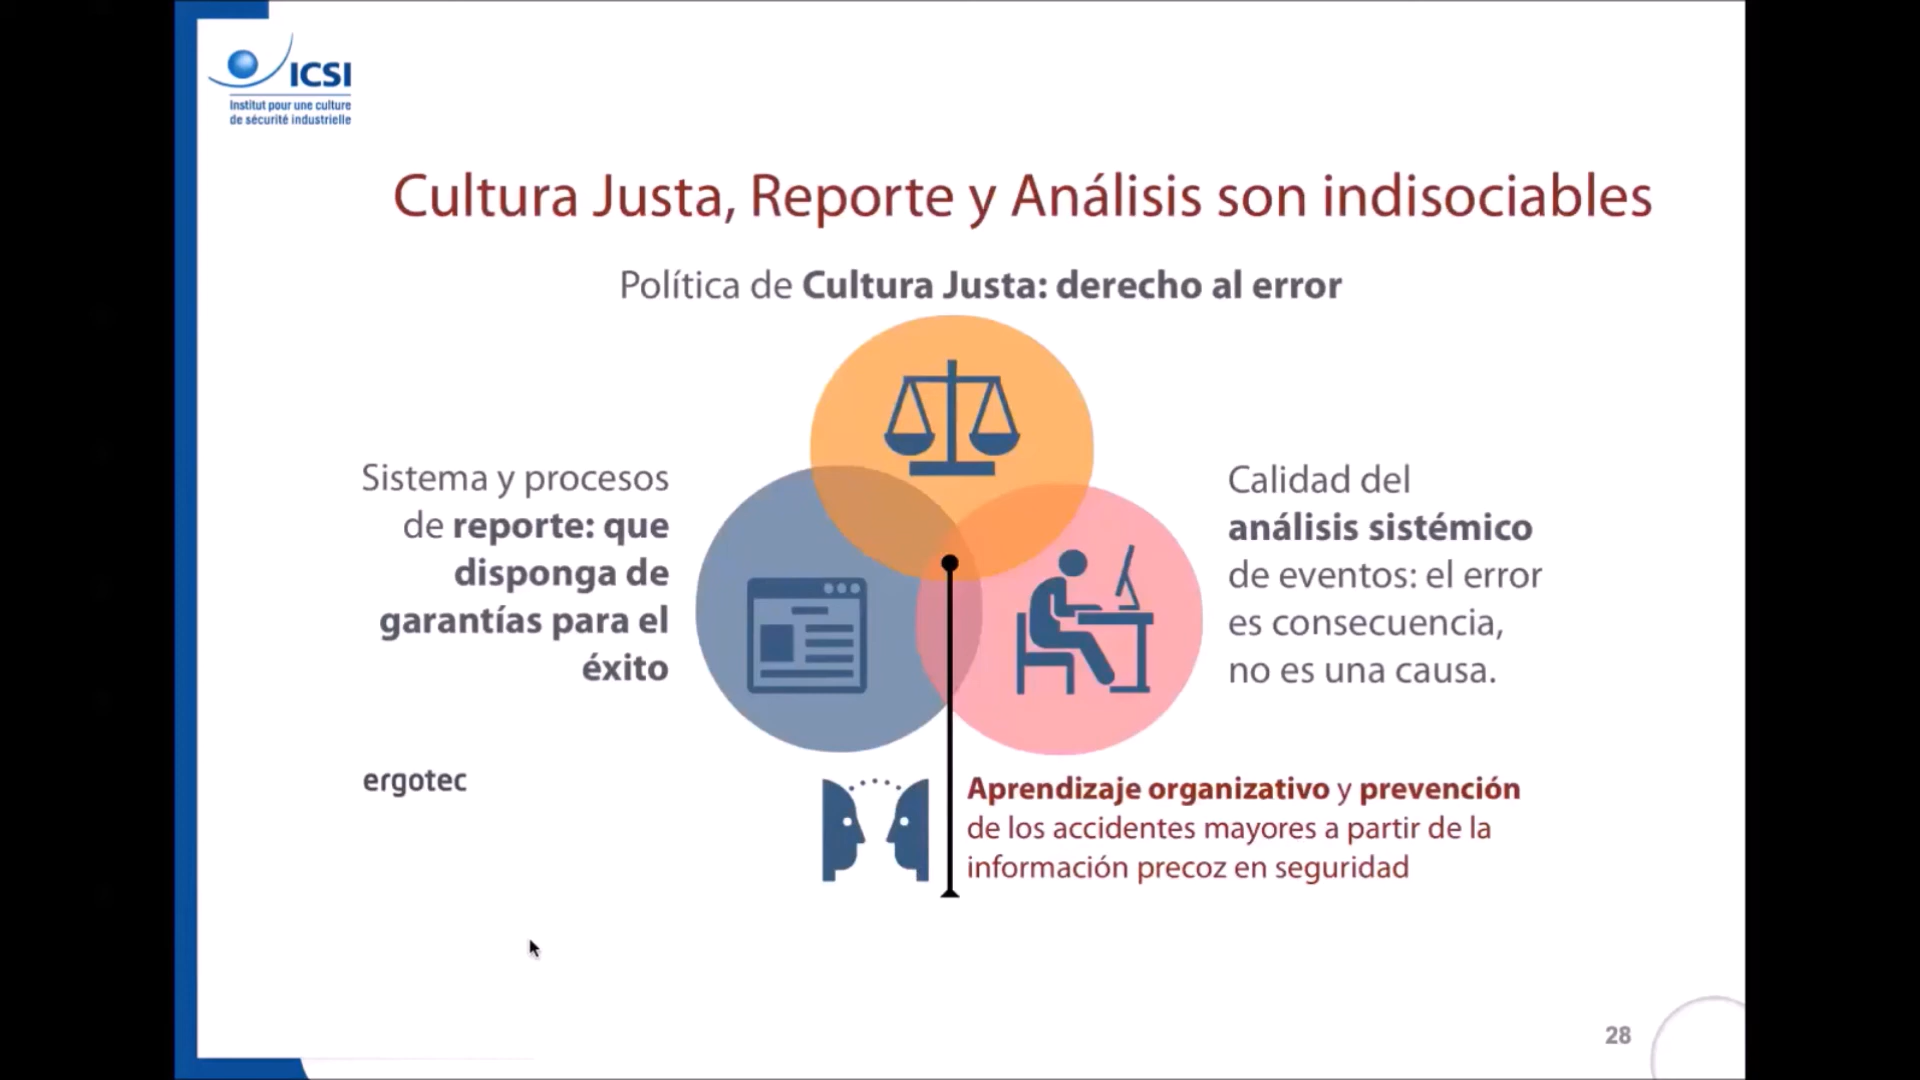 ICSI
Institut pour une culture
de sécurité industrielle
Cultura Justa, Reporte y Análisis son indisociables
Política de Cultura Justa: derecho al error
Sistema y procesos
de reporte: que
disponga de
garantías para el
éxito
Calidad del
análisis sistémico
de eventos: el error
es consecuencia,
no es una causa.
ergotec
Aprendizaje organizativo y prevención
de los accidentes mayores a partir de la
información precoz en seguridad
28